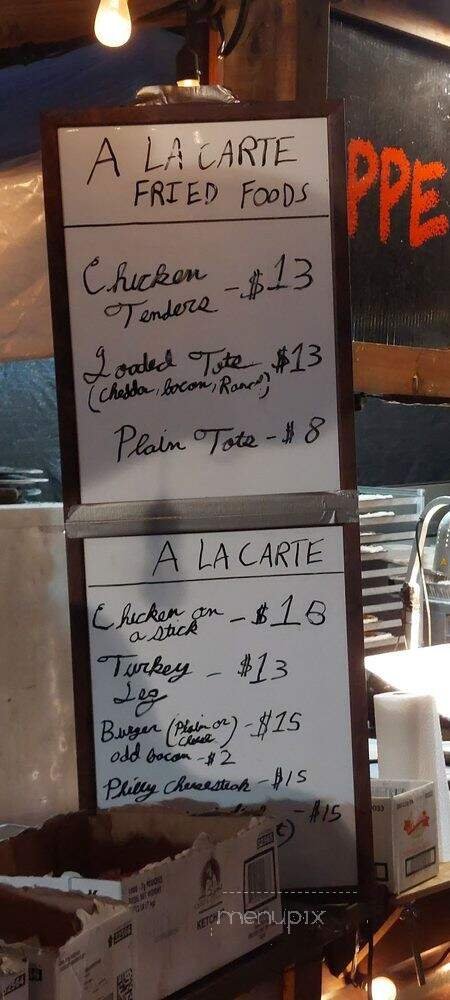 A LA CARTE
FRIED FOODS
PPE
Chicken - $13
Tenders
Loaded Tots $13
(Cheddar, bacon, Ranch)
Plain Tots - $8
A LA CARTE
Chicken on - $18
a stick
Turkey - $13
Leg
Burger (Plain or Cheese) - $15
add bacon - $2
Philly Cheesesteak - $15
- $15
KETCH
menupix